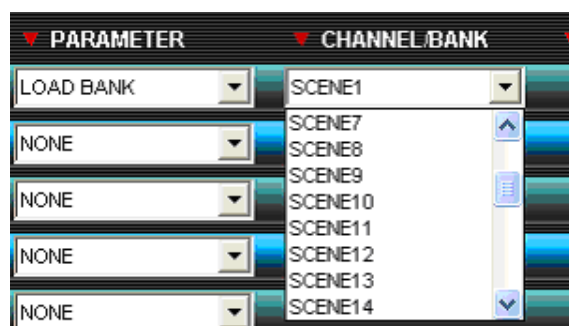 PARAMETER CHANNEL/BANK
LOAD BANK SCENE1
SCENE7
NONE SCENE8
SCENE9
NONE SCENE10
SCENE11
NONE SCENE12
SCENE13
NONE SCENE14